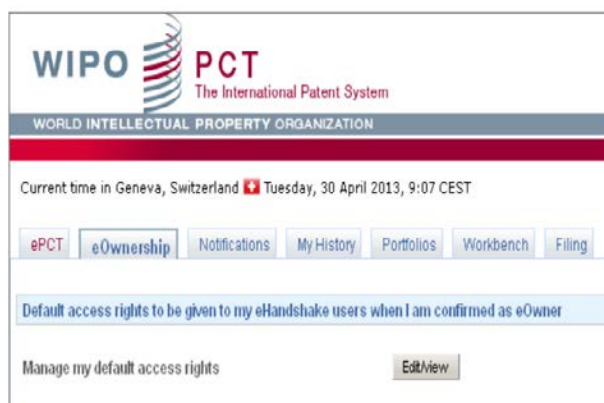 WIPO
PCT
The International Patent System
WORLD INTELLECTUAL PROPERTY ORGANIZATION
Current time in Geneva, Switzerland Tuesday, 30 April 2013, 9:07 CEST
ePCT eOwnership Notifications My History Portfolios Workbench Filing
Default access rights to be given to my eHandshake users when I am confirmed as eOwner
Manage my default access rights Edit/view